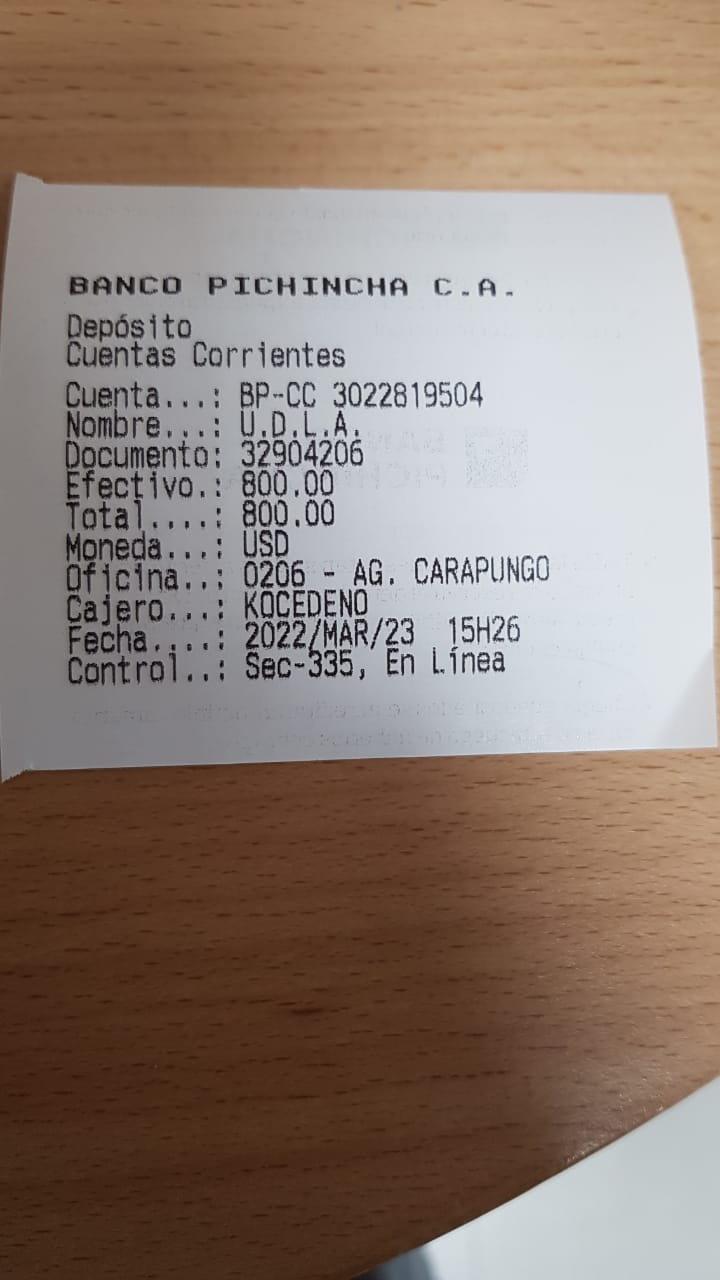 BANCO PICHINCHA C.A.
Depósito
Cuentas Corrientes
Cuenta...: BP-CC 3022819504
Nombre...: U.D.L.A.
Documento: 32904206
Efectivo.: 800.00
Total....: 800.00
Moneda...: USD
Oficina..: 0206 - AG. CARAPUNGO
Cajero...: KOCEDENO
Fecha....: 2022/MAR/23 15H26
Control..: Sec-335, En Línea